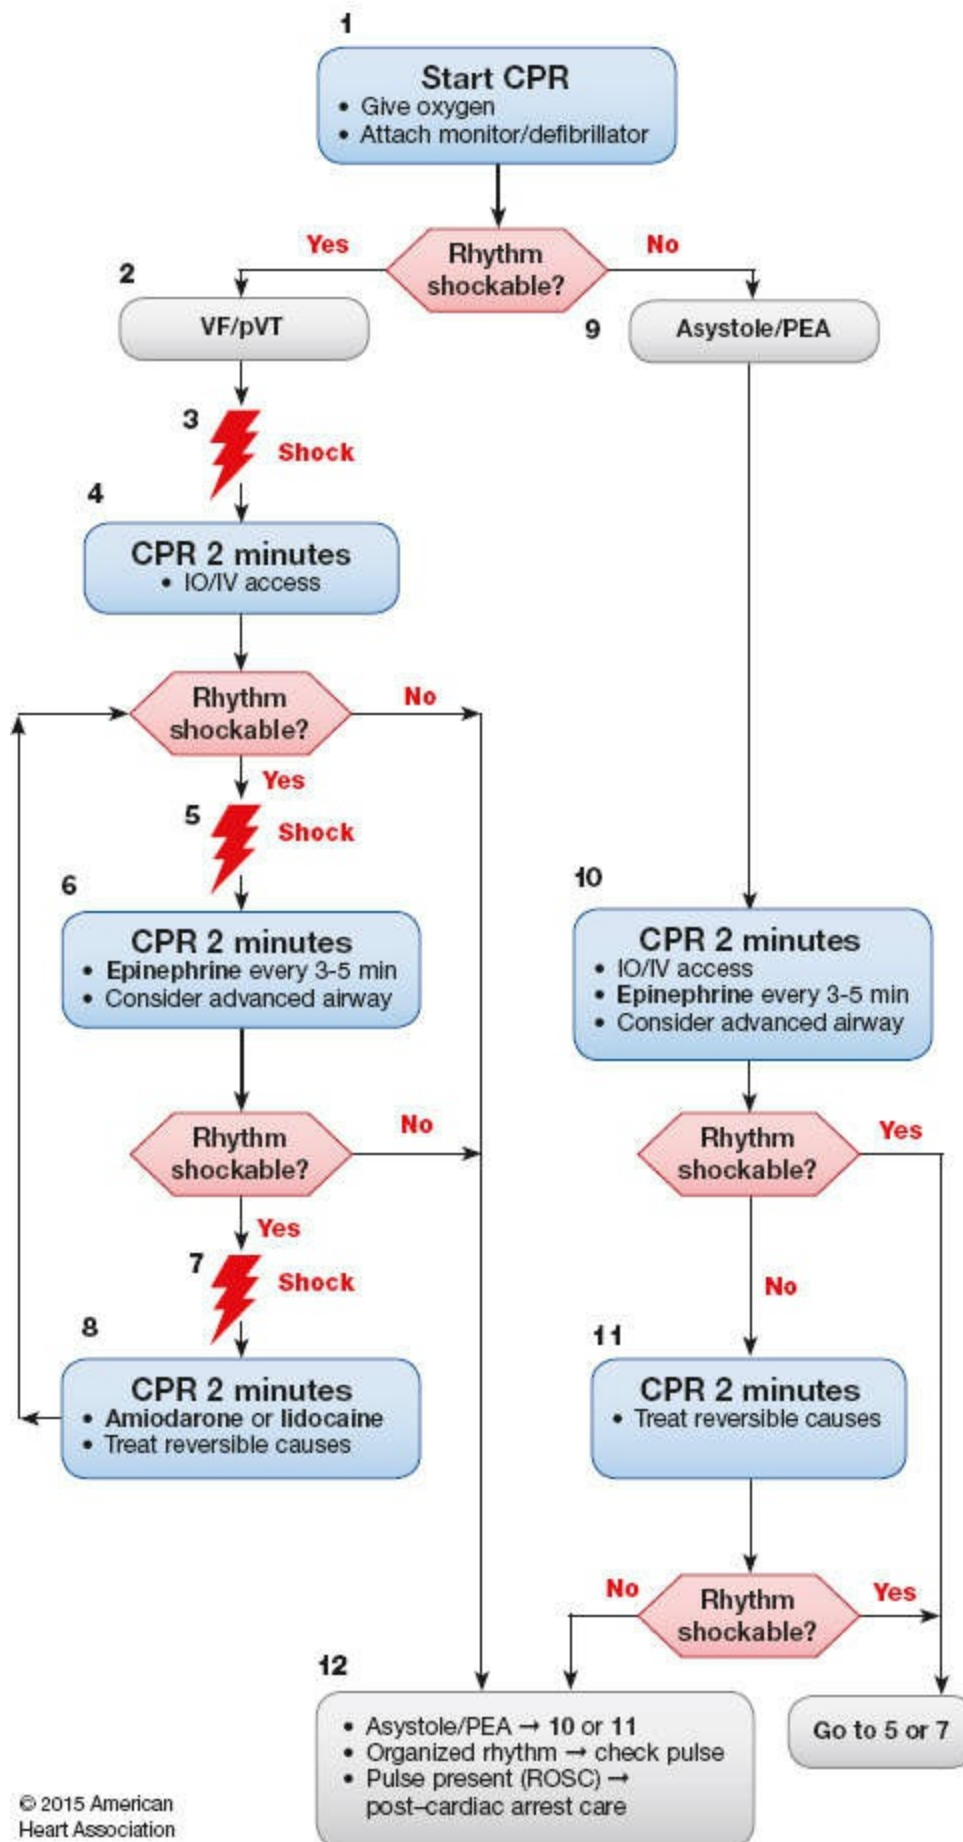 1
Start CPR
• Give oxygen
• Attach monitor/defibrillator
Rhythm
shockable?
Yes
No
2
VF/pVT
9
Asystole/PEA
3
Shock
4
CPR 2 minutes
• IO/IV access
Rhythm
shockable?
No
Yes
5
Shock
6
CPR 2 minutes
• Epinephrine every 3-5 min
• Consider advanced airway
Rhythm
shockable?
No
Yes
7
Shock
8
CPR 2 minutes
• Amiodarone or lidocaine
• Treat reversible causes
10
CPR 2 minutes
• IO/IV access
• Epinephrine every 3-5 min
• Consider advanced airway
Rhythm
shockable?
Yes
No
11
CPR 2 minutes
• Treat reversible causes
Rhythm
shockable?
No
Yes
12
• Asystole/PEA → 10 or 11
• Organized rhythm → check pulse
• Pulse present (ROSC) →
post–cardiac arrest care
Go to 5 or 7
© 2015 American
Heart Association